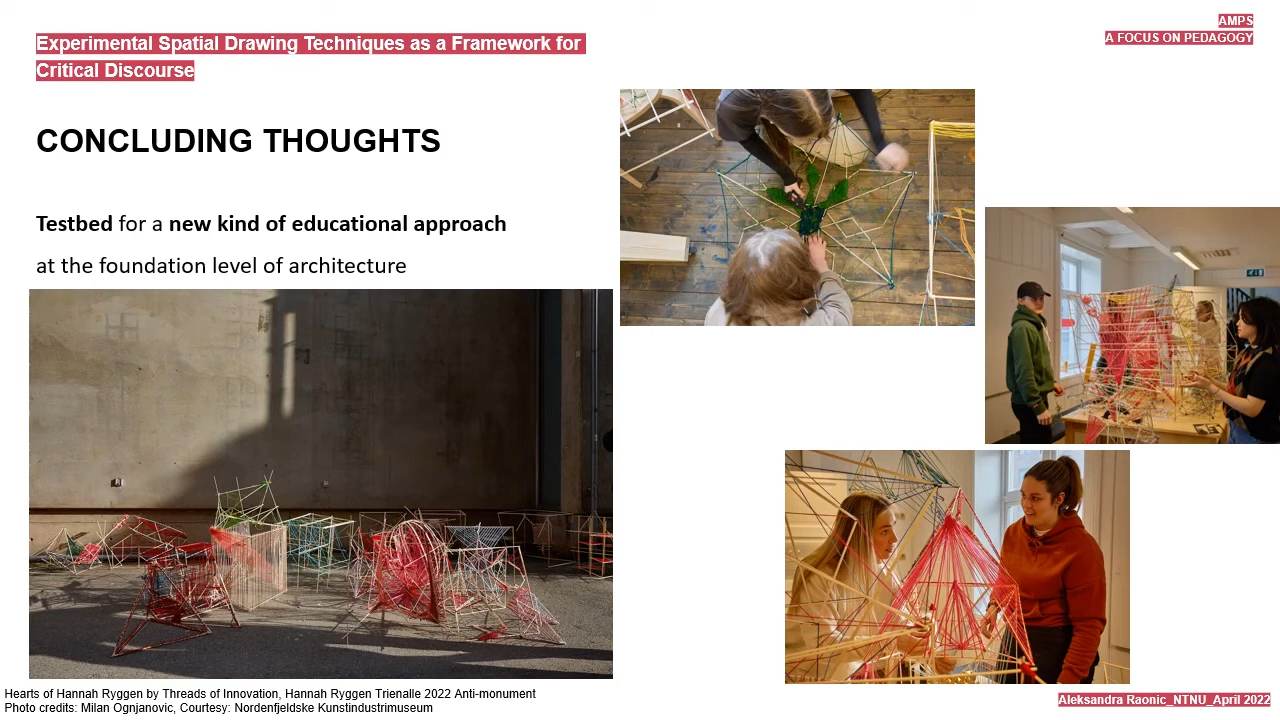 Experimental Spatial Drawing Techniques as a Framework for
Critical Discourse
AMPS
A FOCUS ON PEDAGOGY
CONCLUDING THOUGHTS
Testbed for a new kind of educational approach
at the foundation level of architecture
Hearts of Hannah Ryggen by Threads of Innovation, Hannah Ryggen Trienalle 2022 Anti-monument
Photo credits: Milan Ognjanovic, Courtesy: Nordenfjeldske Kunstindustrimuseum
Aleksandra Raonic_NTNU_April 2022